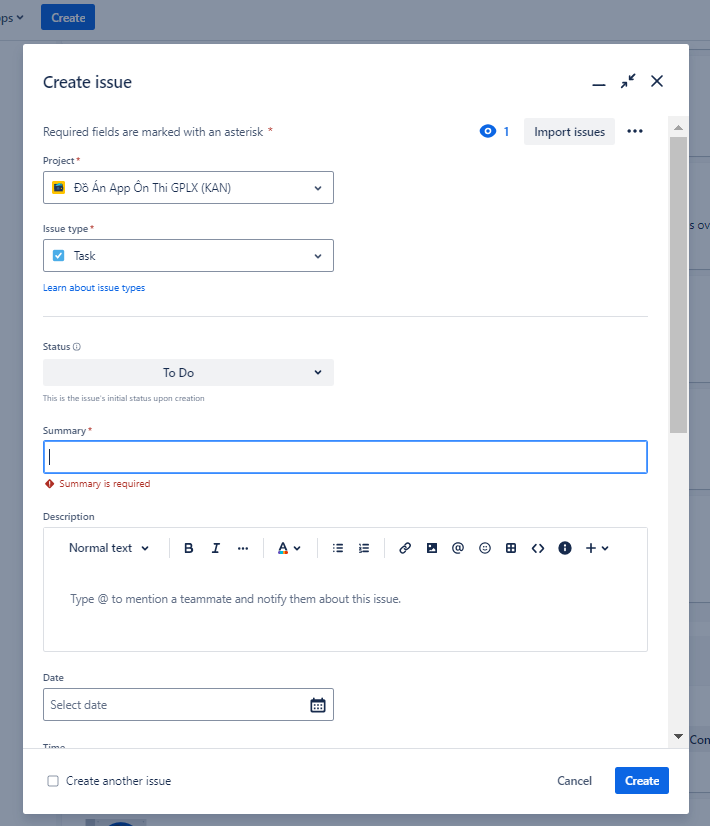 ps
Create
Create issue
Required fields are marked with an asterisk *
1
Import issues
Project*
Đồ Án App Ôn Thi GPLX (KAN)
Issue type*
Task
Learn about issue types
Status
To Do
This is the issue's initial status upon creation
Summary*
Summary is required
Description
Normal text
B
I
A
Type @ to mention a teammate and notify them about this issue.
Date
Select date
Time
Create another issue
Cancel
Create
s ov
Con